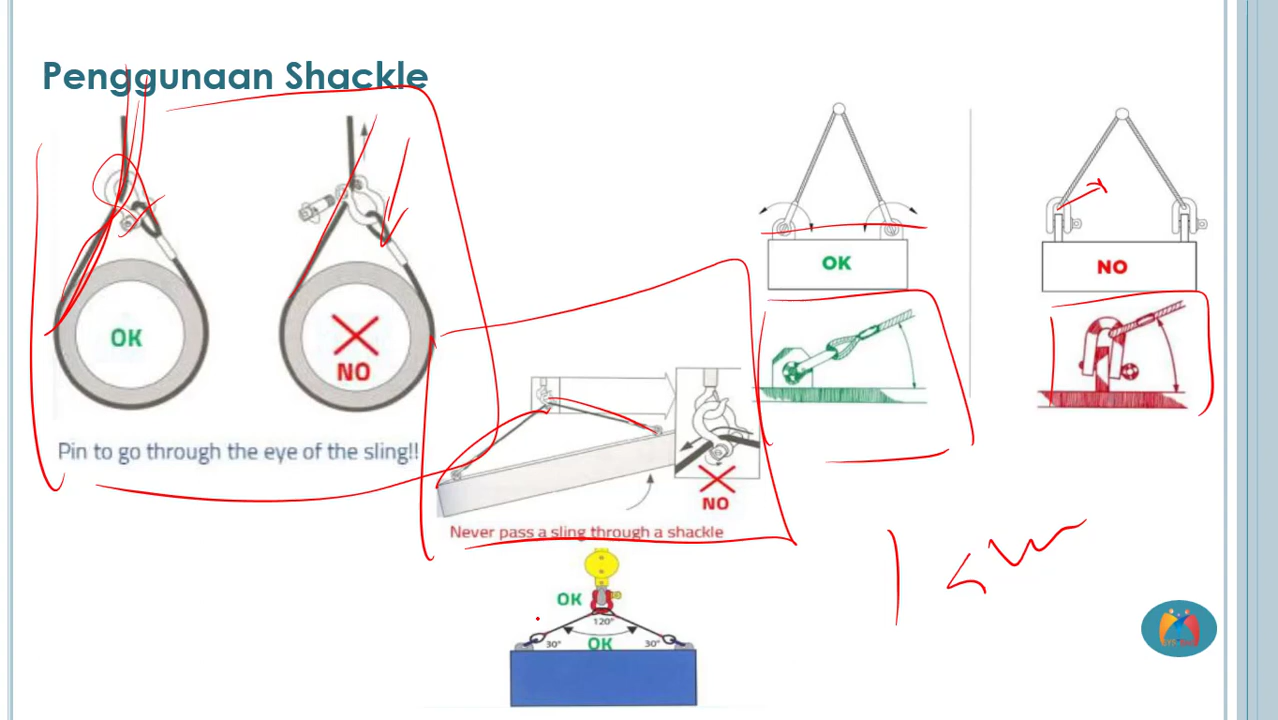 Penggunaan Shackle
OK
NO
Pin to go through the eye of the sling!!
NO
Never pass a sling through a shackle
OK
NO
OK
120°
30°
OK
30°